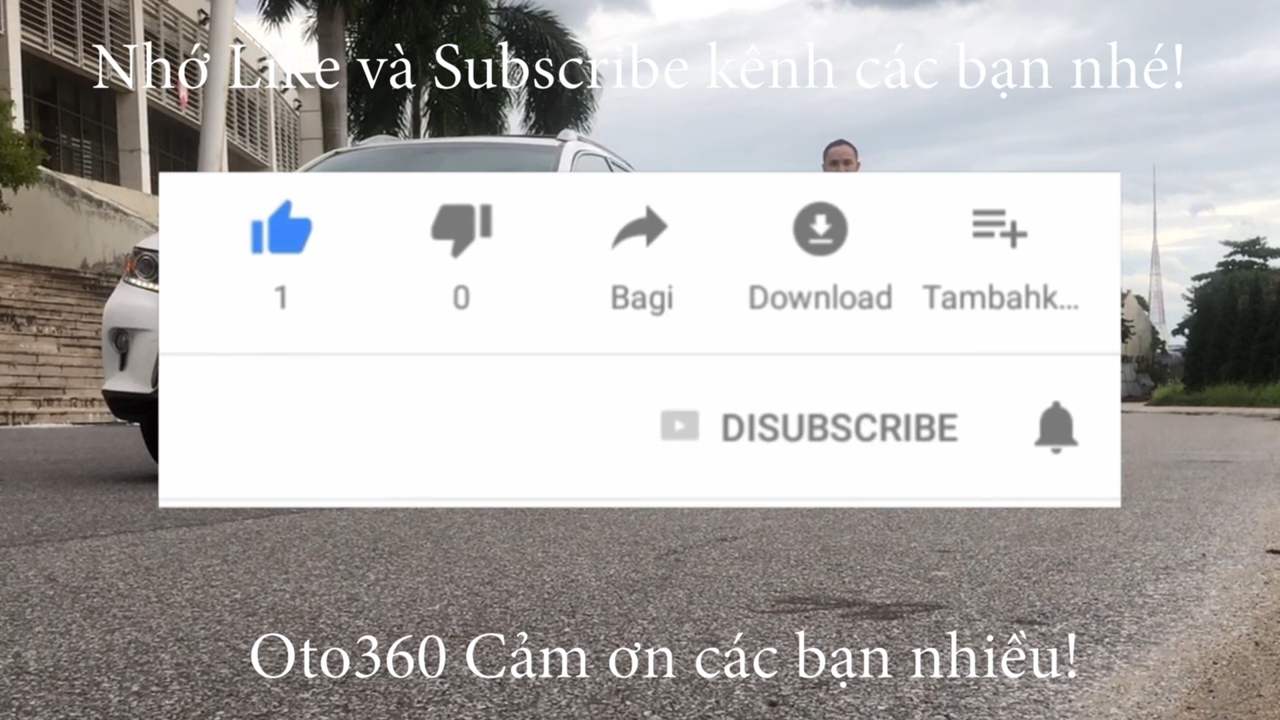 Nhớ Like và Subscribe kênh các bạn nhé!
1 0 Bagi Download Tambahk...
DISUBSCRIBE
Oto360 Cảm ơn các bạn nhiều!